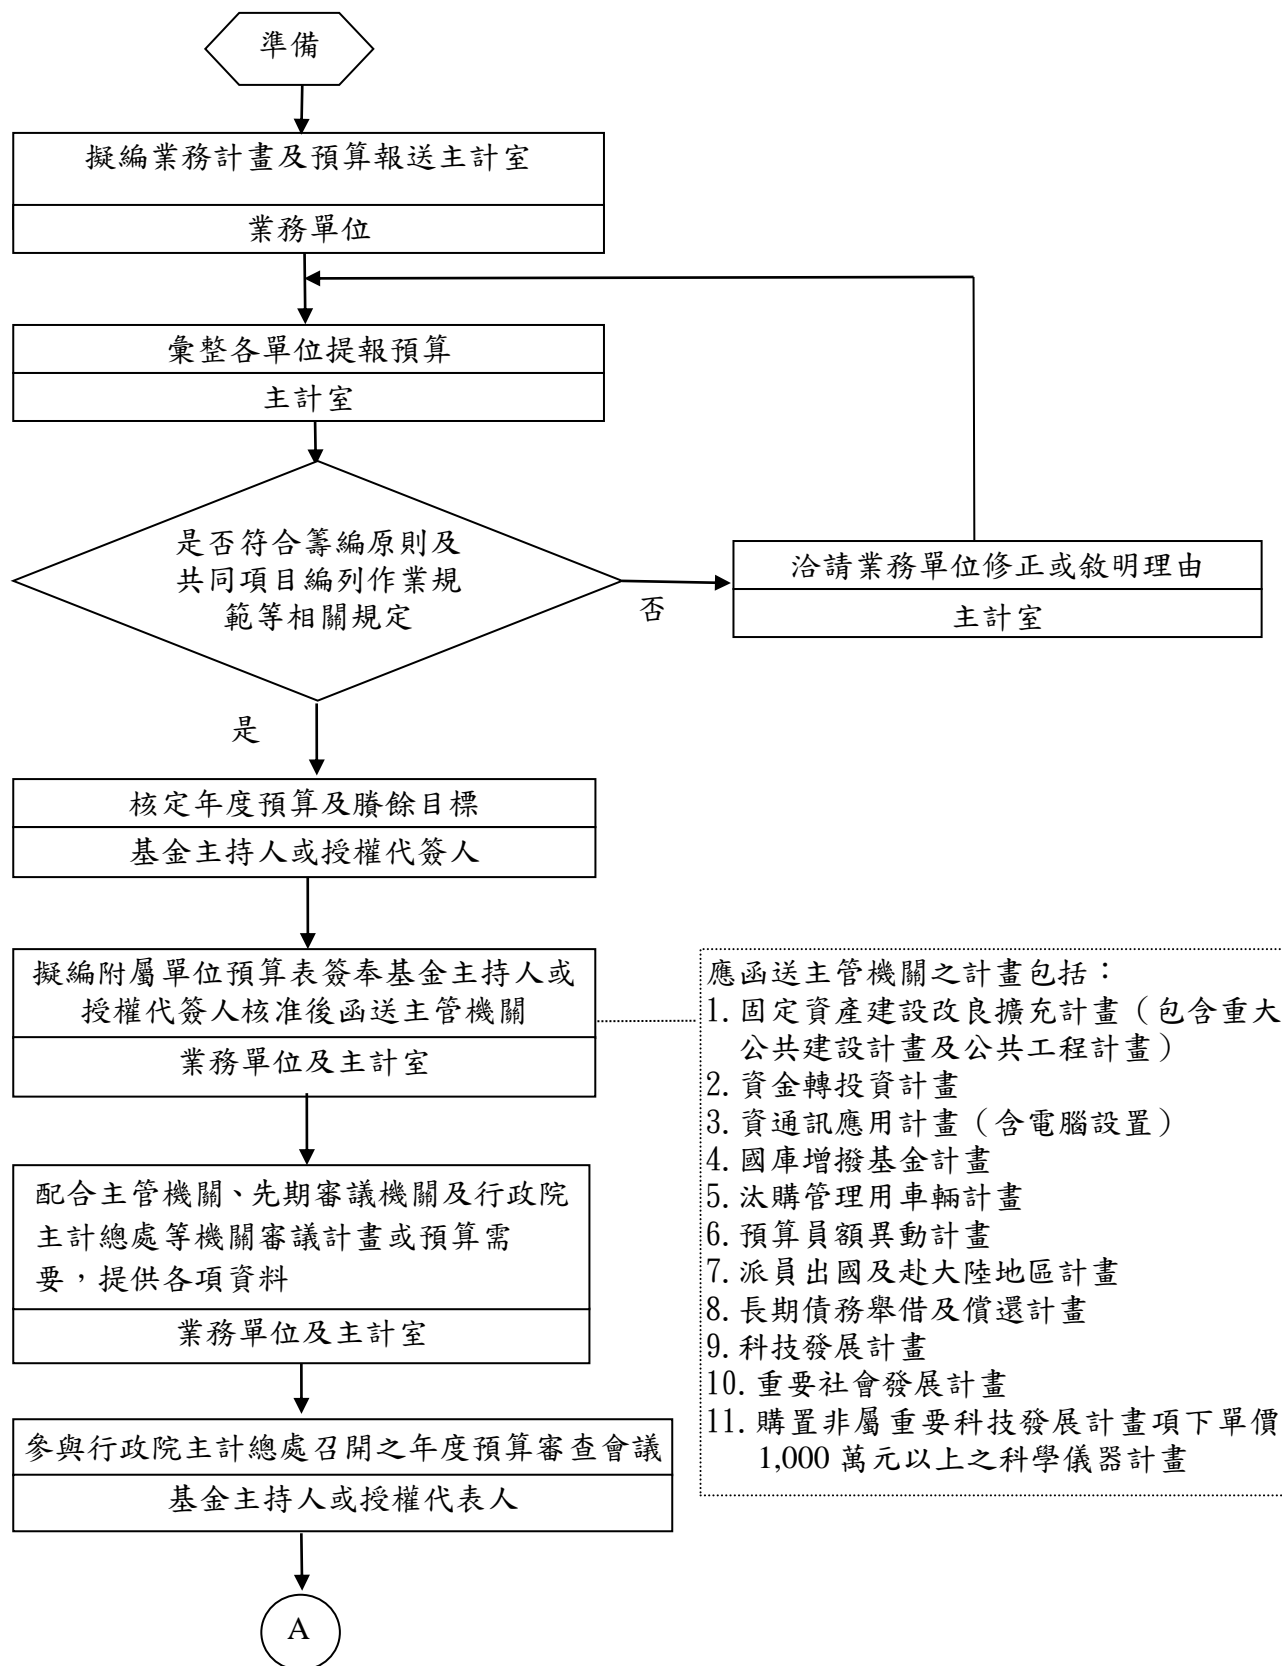 準備
擬編業務計畫及預算報送主計室
業務單位
彙整各單位提報預算
主計室
是否符合籌編原則及
共同項目編列作業規
範等相關規定
否
洽請業務單位修正或敘明理由
主計室
是
核定年度預算及賸餘目標
基金主持人或授權代簽人
擬編附屬單位預算表簽奉基金主持人或
授權代簽人核准後函送主管機關
業務單位及主計室
應函送主管機關之計畫包括：
1. 固定資產建設改良擴充計畫（包含重大
公共建設計畫及公共工程計畫）
2. 資金轉投資計畫
3. 資通訊應用計畫（含電腦設置）
4. 國庫增撥基金計畫
5. 汰購管理用車輛計畫
6. 預算員額異動計畫
7. 派員出國及赴大陸地區計畫
8. 長期債務舉借及償還計畫
9. 科技發展計畫
10. 重要社會發展計畫
11. 購置非屬重要科技發展計畫項下單價
1,000 萬元以上之科學儀器計畫
配合主管機關、先期審議機關及行政院
主計總處等機關審議計畫或預算需
要，提供各項資料
業務單位及主計室
參與行政院主計總處召開之年度預算審查會議
基金主持人或授權代表人
A